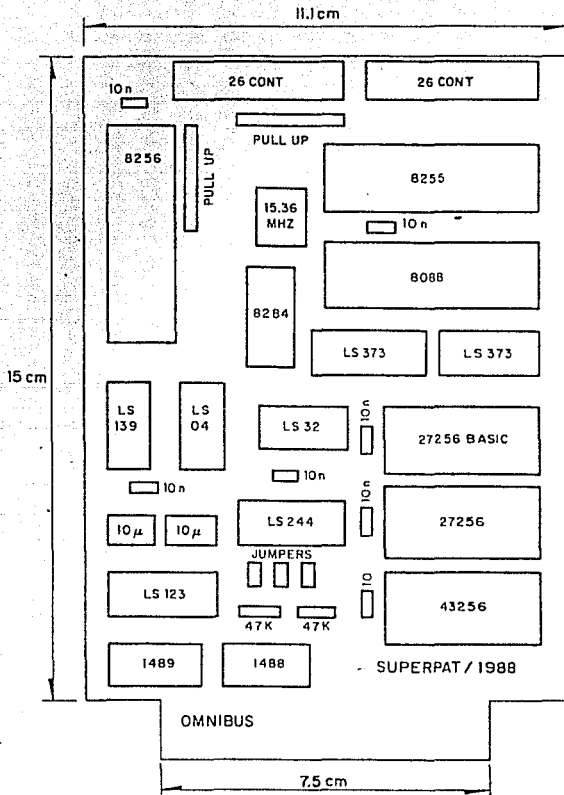 11.1 cm
10n
26 CONT
26 CONT
PULL UP
8256
PULL UP
8255
15.36
MHZ
10n
8088
8284
LS 373
LS 373
15 cm
LS
139
LS
04
LS 32
10n
27256 BASIC
10n
10n
10n
27256
10µ
10µ
LS 244
JUMPERS
LS 123
10
43256
47K
47K
1489
1488
SUPERPAT / 1988
OMNIBUS
7.5 cm